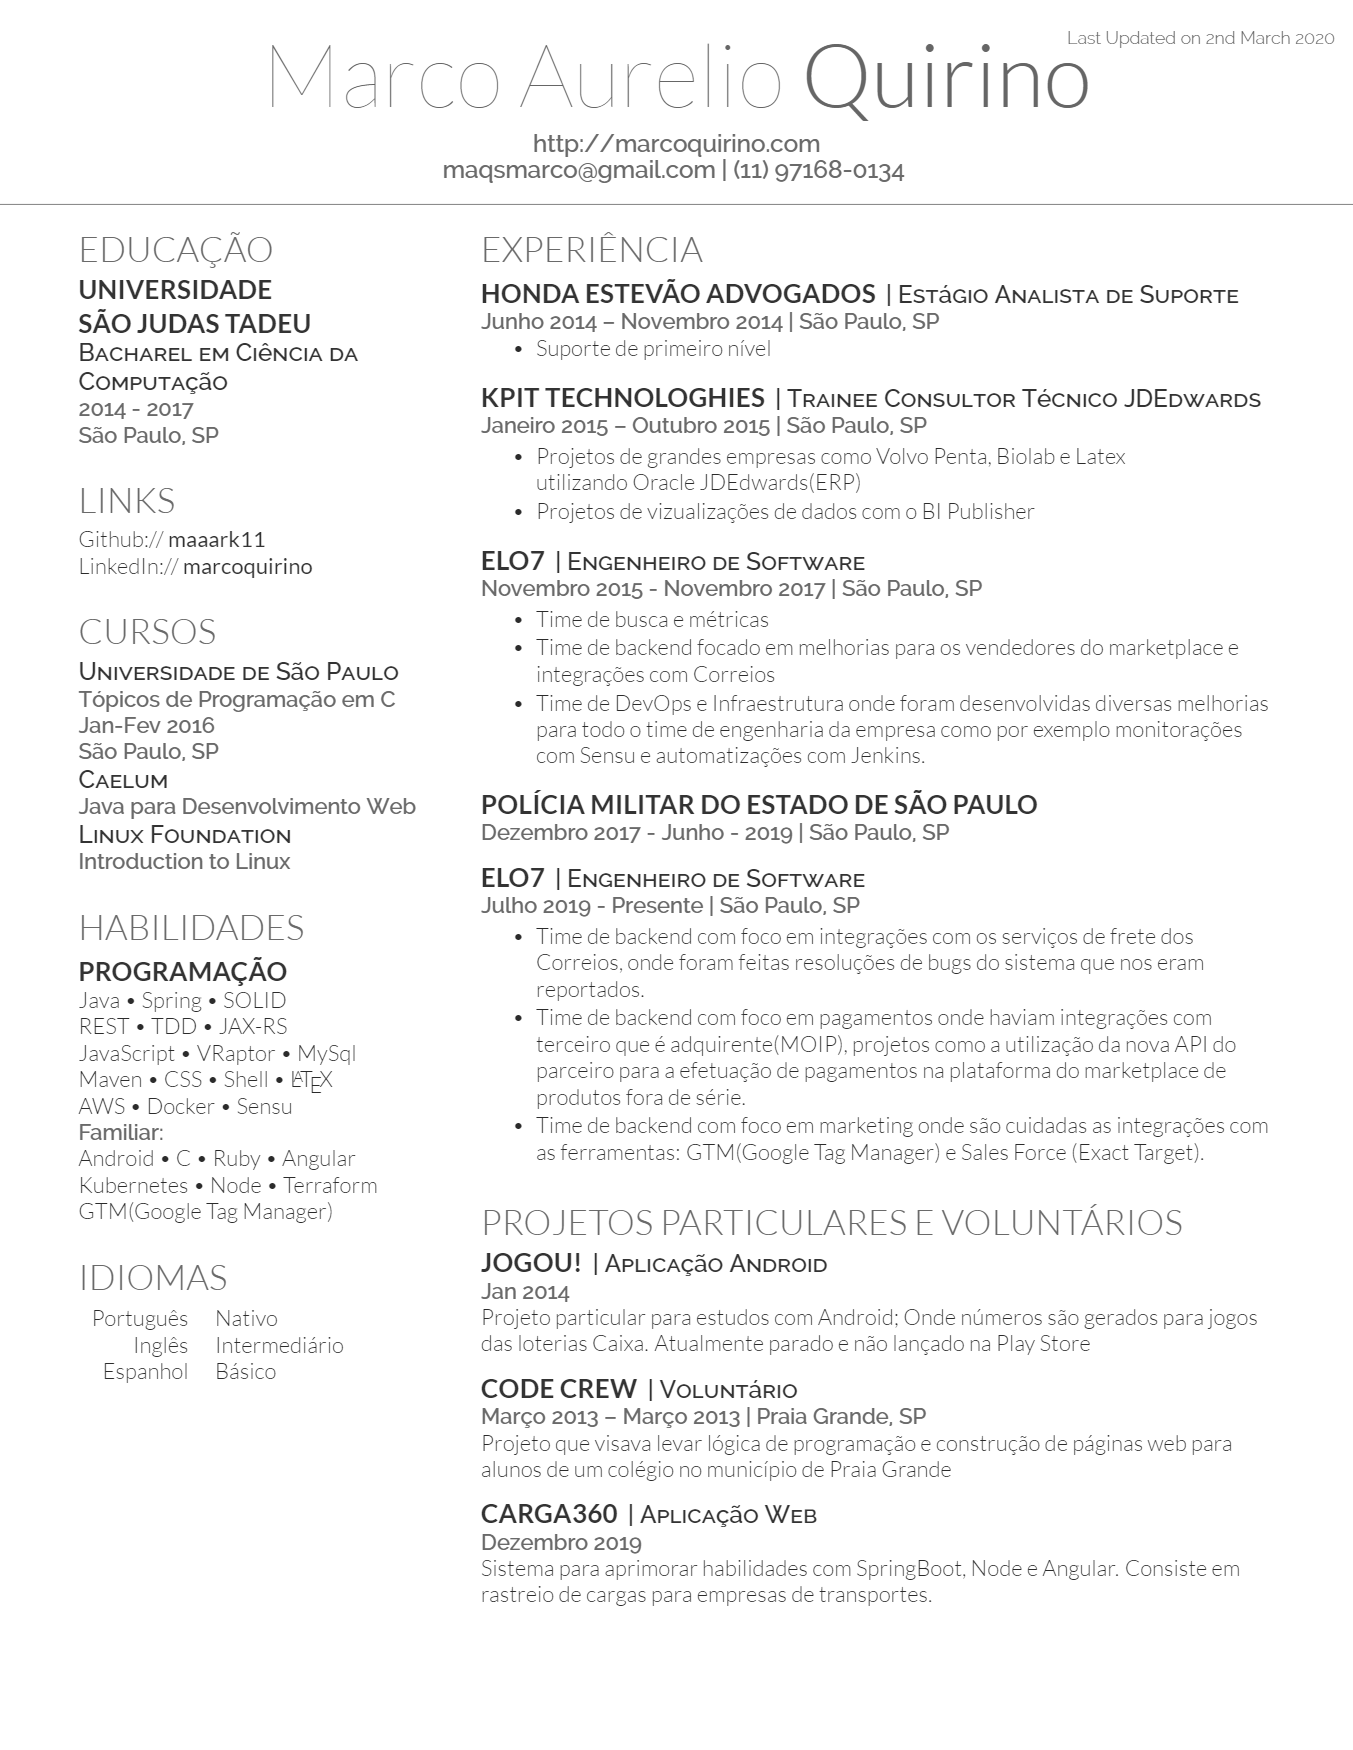 Last Updated on 2nd March 2020
Marco Aurelio Quirino
http://marcoquirino.com
maqsmarco@gmail.com | (11) 97168-0134
EDUCAÇÃO
UNIVERSIDADE
SÃO JUDAS TADEU
Bacharel em Ciência da
Computação
2014 - 2017
São Paulo, SP
LINKS
Github:// maaark11
LinkedIn:// marcoquirino
CURSOS
Universidade de São Paulo
Tópicos de Programação em C
Jan-Fev 2016
São Paulo, SP
Caelum
Java para Desenvolvimento Web
Linux Foundation
Introduction to Linux
HABILIDADES
PROGRAMAÇÃO
Java • Spring • SOLID
REST • TDD • JAX-RS
JavaScript • VRaptor • MySql
Maven • CSS • Shell • LATEX
AWS • Docker • Sensu
Familiar:
Android • C • Ruby • Angular
Kubernetes • Node • Terraform
GTM(Google Tag Manager)
IDIOMAS
Português Nativo
Inglês Intermediário
Espanhol Básico
EXPERIÊNCIA
HONDA ESTEVÃO ADVOGADOS | Estágio Analista de Suporte
Junho 2014 – Novembro 2014 | São Paulo, SP
• Suporte de primeiro nível
KPIT TECHNOLOGHIES | Trainee Consultor Técnico JDEdwards
Janeiro 2015 – Outubro 2015 | São Paulo, SP
• Projetos de grandes empresas como Volvo Penta, Biolab e Latex
utilizando Oracle JDEdwards(ERP)
• Projetos de vizualizações de dados com o BI Publisher
ELO7 | Engenheiro de Software
Novembro 2015 - Novembro 2017 | São Paulo, SP
• Time de busca e métricas
• Time de backend focado em melhorias para os vendedores do marketplace e
integrações com Correios
• Time de DevOps e Infraestrutura onde foram desenvolvidas diversas melhorias
para todo o time de engenharia da empresa como por exemplo monitorações
com Sensu e automatizações com Jenkins.
POLÍCIA MILITAR DO ESTADO DE SÃO PAULO
Dezembro 2017 - Junho - 2019 | São Paulo, SP
ELO7 | Engenheiro de Software
Julho 2019 - Presente | São Paulo, SP
• Time de backend com foco em integrações com os serviços de frete dos
Correios, onde foram feitas resoluções de bugs do sistema que nos eram
reportados.
• Time de backend com foco em pagamentos onde haviam integrações com
terceiro que é adquirente(MOIP), projetos como a utilização da nova API do
parceiro para a efetuação de pagamentos na plataforma do marketplace de
produtos fora de série.
• Time de backend com foco em marketing onde são cuidadas as integrações com
as ferramentas: GTM(Google Tag Manager) e Sales Force (Exact Target).
PROJETOS PARTICULARES E VOLUNTÁRIOS
JOGOU! | Aplicação Android
Jan 2014
Projeto particular para estudos com Android; Onde números são gerados para jogos
das loterias Caixa. Atualmente parado e não lançado na Play Store
CODE CREW | Voluntário
Março 2013 – Março 2013 | Praia Grande, SP
Projeto que visava levar lógica de programação e construção de páginas web para
alunos de um colégio no município de Praia Grande
CARGA360 | Aplicação Web
Dezembro 2019
Sistema para aprimorar habilidades com SpringBoot, Node e Angular. Consiste em
rastreio de cargas para empresas de transportes.